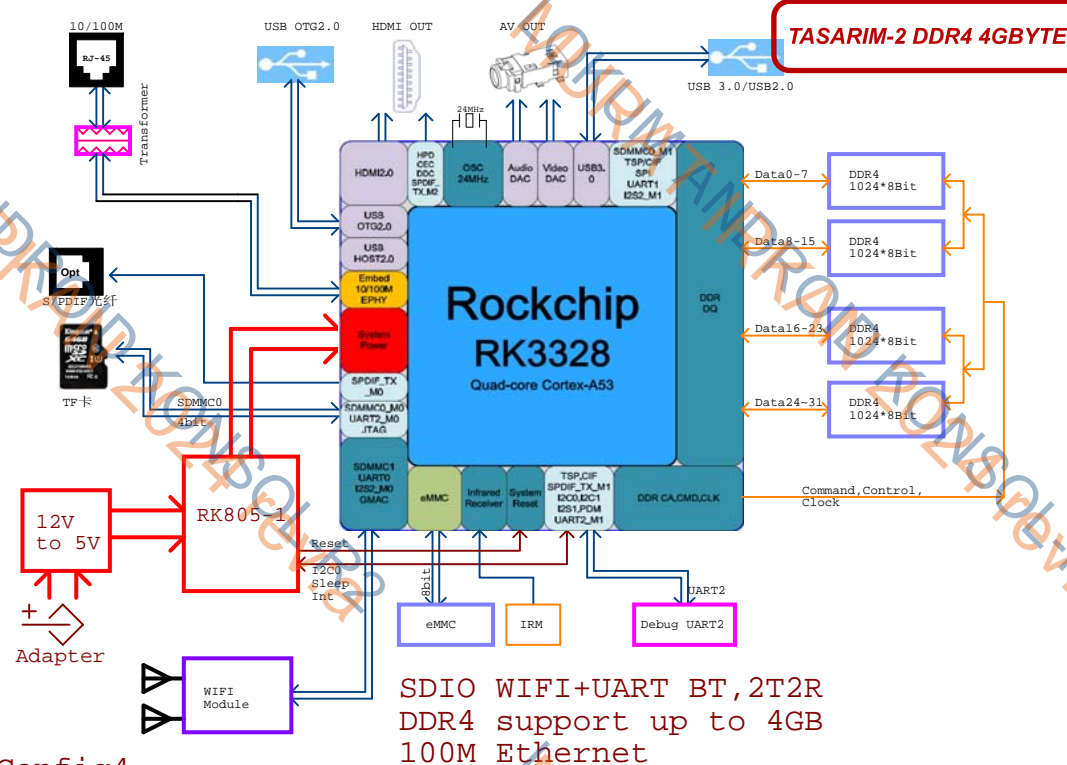 10/100M
USB OTG2.0
HDMI OUT
AV OUT
TASARIM-2 DDR4 4GBYTE
RJ-45
Transformer
24MHz
USB 3.0/USB2.0
HDMI2.0
HPD
CEC
DDC
SPDIF_
TX_M2
OSC
24MHz
Audio
DAC
Video
DAC
USB3.
0
SDMMC0_M1
TSP/CIF
SPI
UART1
I2S2_M1
USB
OTG2.0
USB
HOST2.0
Embed
10/100M
EPHY
System
Power
SPDIF_TX
_M0
SDMMC0_M0
UART2_M0
JTAG
SDMMC1
UART0
I2S2_M0
GMAC
Rockchip
RK3328
Quad-core Cortex-A53
DDR
DQ
Data0-7
DDR4
1024*8Bit
Data8-15
DDR4
1024*8Bit
Data16-23
DDR4
1024*8Bit
Data24~31
DDR4
1024*8Bit
Opt
S/PDIF光纤
64GB
micro
TF卡
SDMMC0
4bit
eMMC
Infrared
Receiver
System
Reset
TSP,CIF
SPDIF_TX_M1
I2C0,I2C1
I2S1,PDM
UART2_M1
DDR CA,CMD,CLK
Command,Control,
Clock
12V
to 5V
RK805-1
Reset
I2C0
Sleep
Int
Adapter
8bit
eMMC
IRM
UART2
Debug UART2
WIFI
Module
SDIO WIFI+UART BT,2T2R
DDR4 support up to 4GB
100M Ethernet